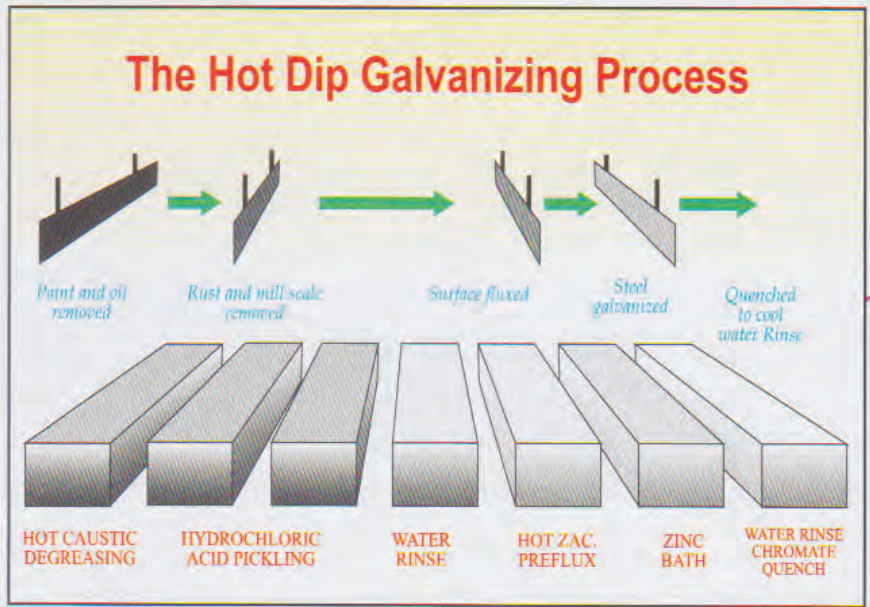 The Hot Dip Galvanizing Process
Paint and oil
removed
Rust and mill scale
removed
Surface fluxed
Steel
galvanized
Quenched
to cool
water Rinse
HOT CAUSTIC
DEGREASING
HYDROCHLORIC
ACID PICKLING
WATER
RINSE
HOT ZAC.
PREFLUX
ZINC
BATH
WATER RINSE
CHROMATE
QUENCH